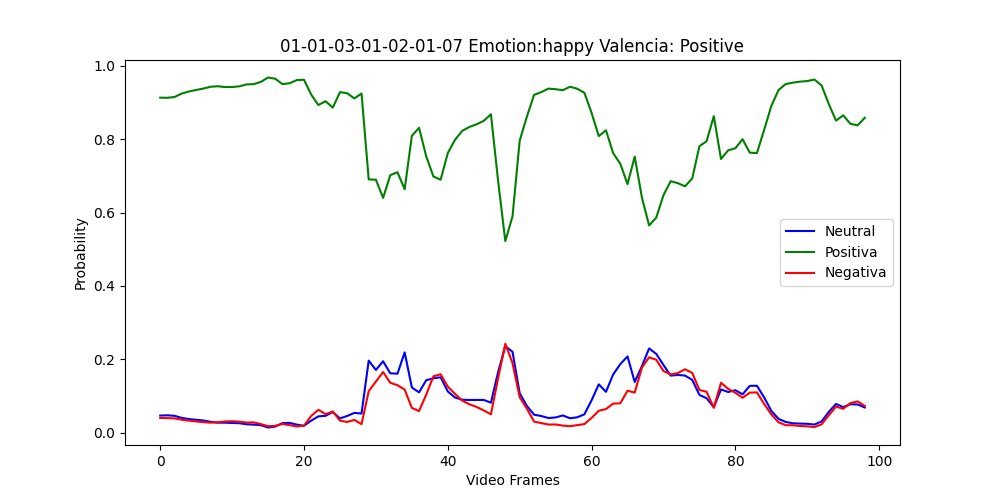 01-01-03-01-02-01-07 Emotion:happy Valencia: Positive
Probability
1.0
0.8
0.6
0.4
0.2
0.0
Neutral
Positiva
Negativa
0 20 40 60 80 100
Video Frames